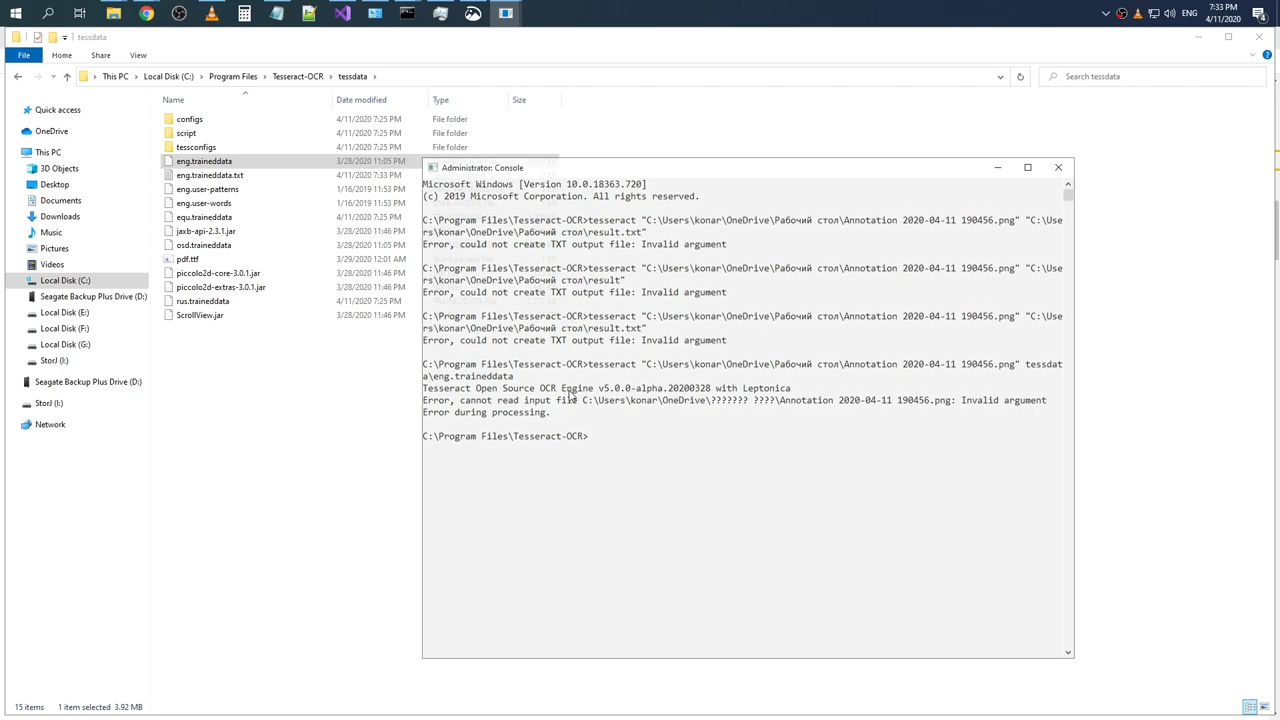 7:33 PM
ENG
4/11/2020
4
tessdata
File Home Share View
This PC Local Disk (C:) Program Files Tesseract-OCR tessdata
Search tessdata
Name Date modified Type Size
Quick access
OneDrive
This PC
3D Objects
Desktop
Documents
Downloads
Music
Pictures
Videos
Local Disk (C:)
Seagate Backup Plus Drive (D:)
Local Disk (E:)
Local Disk (F:)
Local Disk (G:)
StorJ (I:)
Seagate Backup Plus Drive (D:)
StorJ (I:)
Network
configs 4/11/2020 7:25 PM File folder
script 4/11/2020 7:25 PM File folder
tessconfigs 4/11/2020 7:25 PM File folder
eng.traineddata 3/28/2020 11:05 PM
eng.traineddata.txt 4/11/2020 7:33 PM
eng.user-patterns 1/16/2019 11:53 PM
eng.user-words 1/16/2019 11:53 PM
equ.traineddata 4/11/2020 7:25 PM
jaxb-api-2.3.1.jar 3/28/2020 11:46 PM
osd.traineddata 3/28/2020 11:05 PM
pdf.ttf 3/29/2020 12:01 AM
piccolo2d-core-3.0.1.jar 3/28/2020 11:46 PM
piccolo2d-extras-3.0.1.jar 3/28/2020 11:46 PM
rus.traineddata 4/11/2020 7:25 PM
ScrollView.jar 3/28/2020 11:46 PM
Administrator: Console
Microsoft Windows [Version 10.0.18363.720]
(c) 2019 Microsoft Corporation. All rights reserved.
C:\Program Files\Tesseract-OCR>tesseract "C:\Users\konar\OneDrive\Рабочий стол\Annotation 2020-04-11 190456.png" "C:\Use
rs\konar\OneDrive\Рабочий стол\result.txt"
Error, could not create TXT output file: Invalid argument
C:\Program Files\Tesseract-OCR>tesseract "C:\Users\konar\OneDrive\Рабочий стол\Annotation 2020-04-11 190456.png" "C:\Use
rs\konar\OneDrive\Рабочий стол\result"
Error, could not create TXT output file: Invalid argument
C:\Program Files\Tesseract-OCR>tesseract "C:\Users\konar\OneDrive\Рабочий стол\Annotation 2020-04-11 190456.png" "C:\Use
rs\konar\OneDrive\Рабочий стол\result.txt"
Error, could not create TXT output file: Invalid argument
C:\Program Files\Tesseract-OCR>tesseract "C:\Users\konar\OneDrive\Рабочий стол\Annotation 2020-04-11 190456.png" tessdat
a\eng.traineddata
Tesseract Open Source OCR Engine v5.0.0-alpha.20200328 with Leptonica
Error, cannot read input file C:\Users\konar\OneDrive\??????? ????\Annotation 2020-04-11 190456.png: Invalid argument
Error during processing.
C:\Program Files\Tesseract-OCR>
15 items 1 item selected 3.92 MB